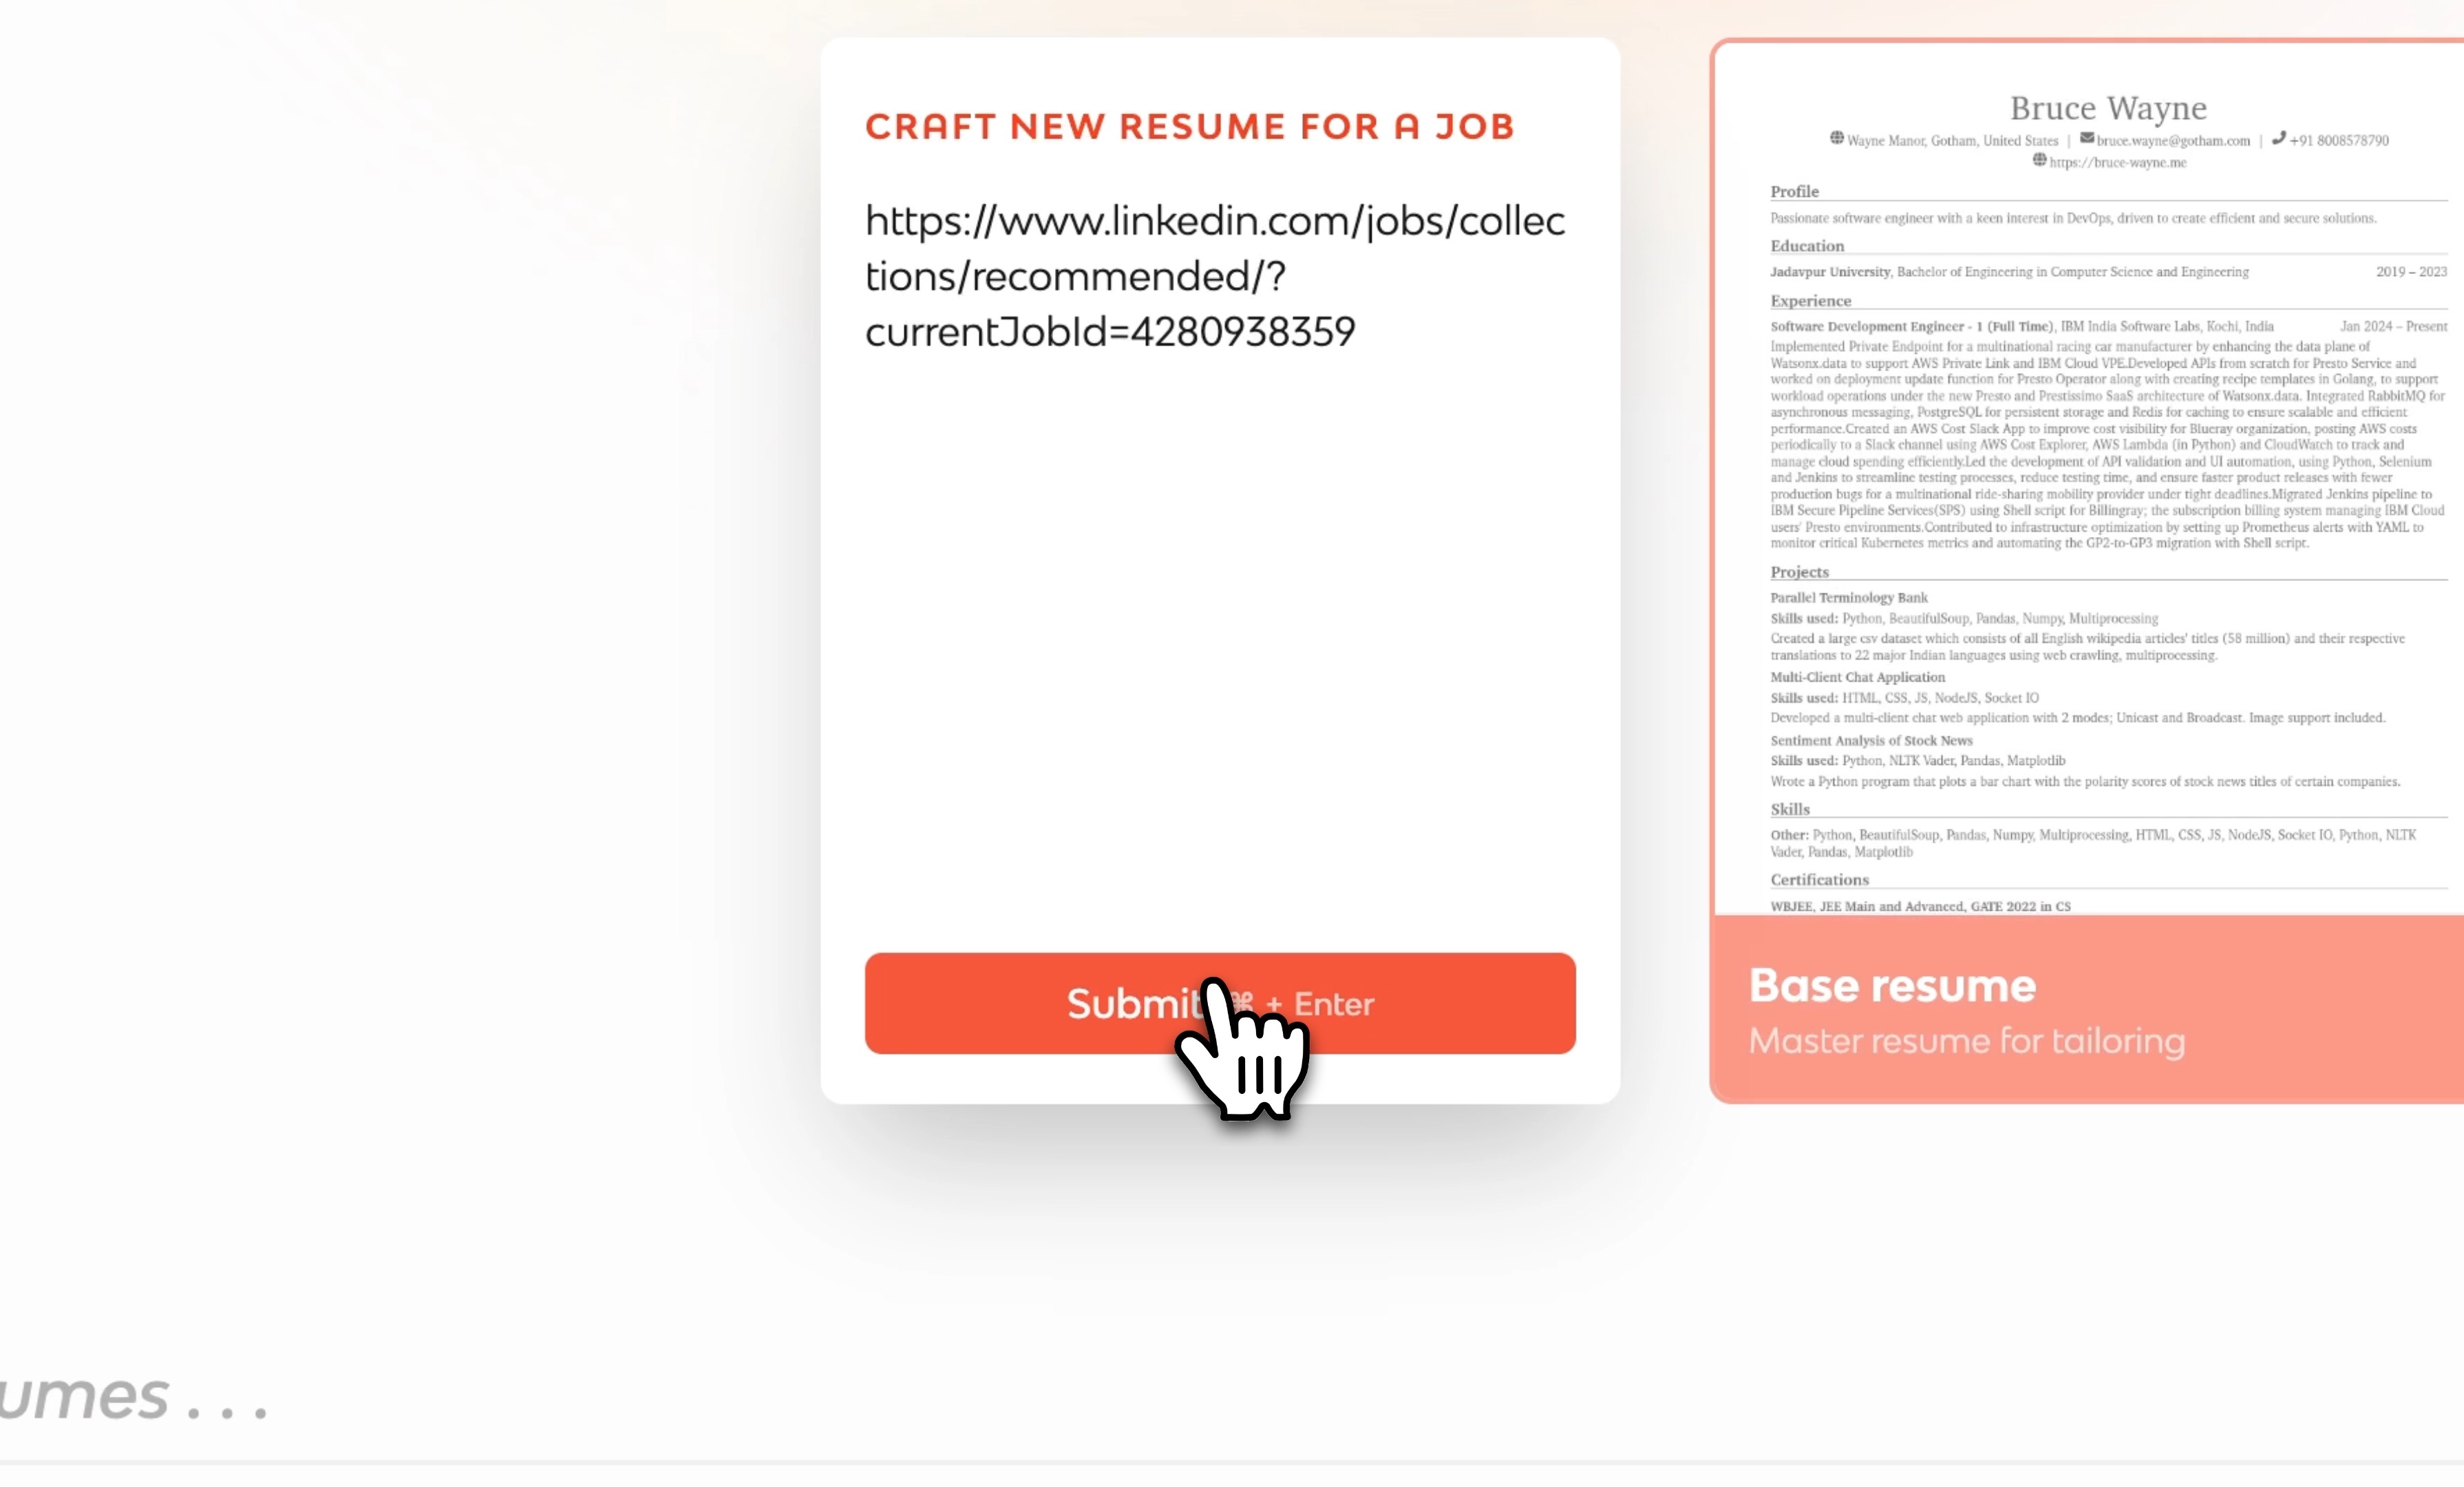 CRAFT NEW RESUME FOR A JOB
https://www.linkedin.com/jobs/collec
tions/recommended/?
currentJobId=4280938359
Submit ⌘ + Enter
Bruce Wayne
Wayne Manor, Gotham, United States | bruce.wayne@gotham.com | +91 8008578790
https://bruce-wayne.me
Profile
Passionate software engineer with a keen interest in DevOps, driven to create efficient and secure solutions.
Education
Jadavpur University, Bachelor of Engineering in Computer Science and Engineering 2019 – 2023
Experience
Software Development Engineer - 1 (Full Time), IBM India Software Labs, Kochi, India Jan 2024 – Present
Implemented Private Endpoint for a multinational racing car manufacturer by enhancing the data plane of
Watsonx.data to support AWS Private Link and IBM Cloud VPE.Developed APIs from scratch for Presto Service and
worked on deployment update function for Presto Operator along with creating recipe templates in Golang, to support
workload operations under the new Presto and Prestissimo SaaS architecture of Watsonx.data. Integrated RabbitMQ for
asynchronous messaging, PostgreSQL for persistent storage and Redis for caching to ensure scalable and efficient
performance.Created an AWS Cost Slack App to improve cost visibility for Blueray organization, posting AWS costs
periodically to a Slack channel using AWS Cost Explorer, AWS Lambda (in Python) and CloudWatch to track and
manage cloud spending efficiently.Led the development of API validation and UI automation, using Python, Selenium
and Jenkins to streamline testing processes, reduce testing time, and ensure faster product releases with fewer
production bugs for a multinational ride-sharing mobility provider under tight deadlines.Migrated Jenkins pipeline to
IBM Secure Pipeline Services(SPS) using Shell script for Billingray; the subscription billing system managing IBM Cloud
users' Presto environments.Contributed to infrastructure optimization by setting up Prometheus alerts with YAML to
monitor critical Kubernetes metrics and automating the GP2-to-GP3 migration with Shell script.
Projects
Parallel Terminology Bank
Skills used: Python, BeautifulSoup, Pandas, Numpy, Multiprocessing
Created a large csv dataset which consists of all English wikipedia articles' titles (58 million) and their respective
translations to 22 major Indian languages using web crawling, multiprocessing.
Multi-Client Chat Application
Skills used: HTML, CSS, JS, NodeJS, Socket IO
Developed a multi-client chat web application with 2 modes; Unicast and Broadcast. Image support included.
Sentiment Analysis of Stock News
Skills used: Python, NLTK Vader, Pandas, Matplotlib
Wrote a Python program that plots a bar chart with the polarity scores of stock news titles of certain companies.
Skills
Other: Python, BeautifulSoup, Pandas, Numpy, Multiprocessing, HTML, CSS, JS, NodeJS, Socket IO, Python, NLTK
Vader, Pandas, Matplotlib
Certifications
WBJEE, JEE Main and Advanced, GATE 2022 in CS
Base resume
Master resume for tailoring
umes . . .